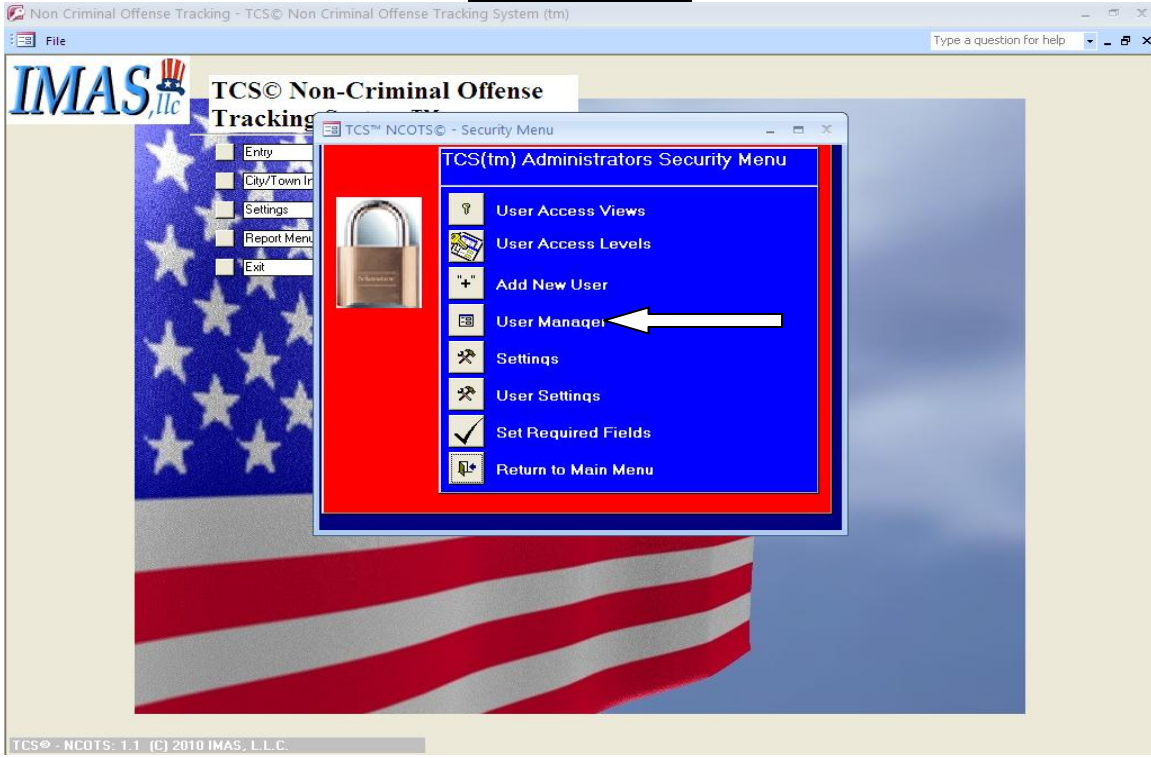 Non Criminal Offense Tracking - TCS© Non Criminal Offense Tracking System (tm)
File
Type a question for help
IMAS,llc
TCS© Non-Criminal Offense
Tracking
TCS™ NCOTS© - Security Menu
Entry
City/Town In
Settings
Report Menu
Exit
TCS(tm) Administrators Security Menu
User Access Views
User Access Levels
"+" Add New User
User Manager
Settings
User Settings
Set Required Fields
Return to Main Menu
TCS© - NCOTS: 1.1 (C) 2010 IMAS, L.L.C.